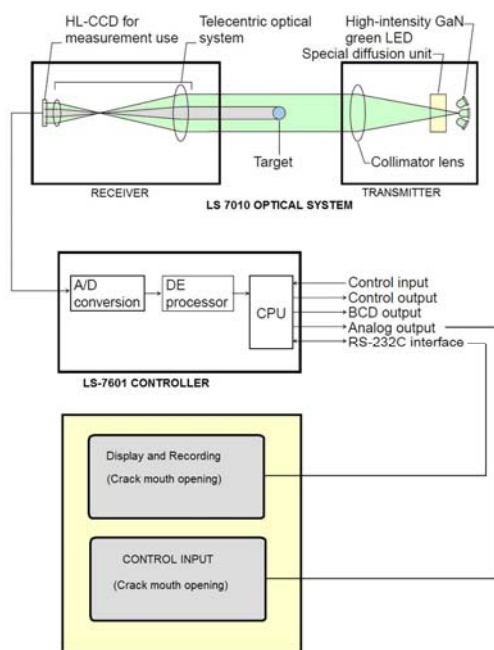 HL-CCD for
measurement use
Telecentric optical
system
High-intensity GaN
green LED
Special diffusion unit
Target
Collimator lens
RECEIVER
TRANSMITTER
LS 7010 OPTICAL SYSTEM
A/D
conversion
DE
processor
CPU
Control input
Control output
BCD output
Analog output
RS-232C interface
LS-7601 CONTROLLER
Display and Recording
(Crack mouth opening)
CONTROL INPUT
(Crack mouth opening)